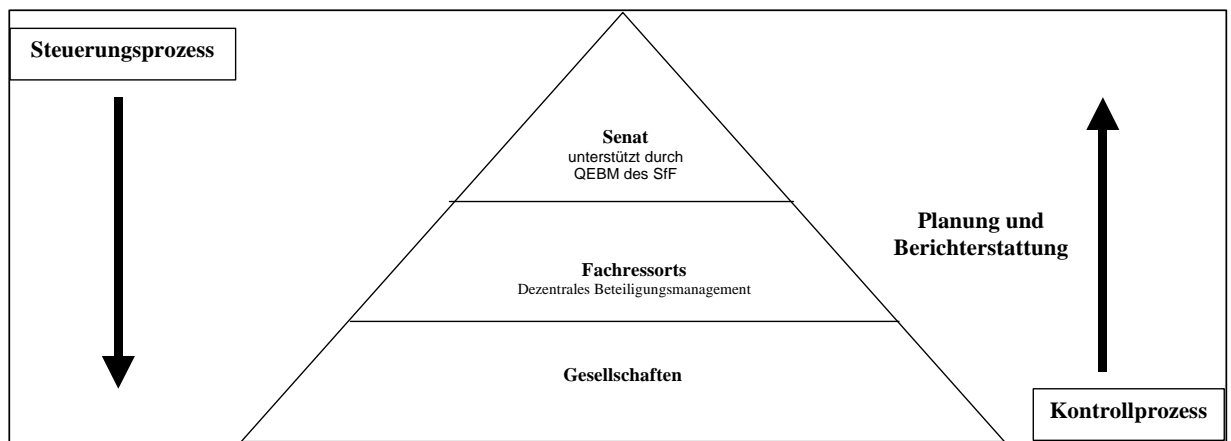 Steuerungsprozess
Senat
unterstützt durch
QEBM des SfF
Planung und
Berichterstattung
Fachressorts
Dezentrales Beteiligungsmanagement
Gesellschaften
Kontrollprozess